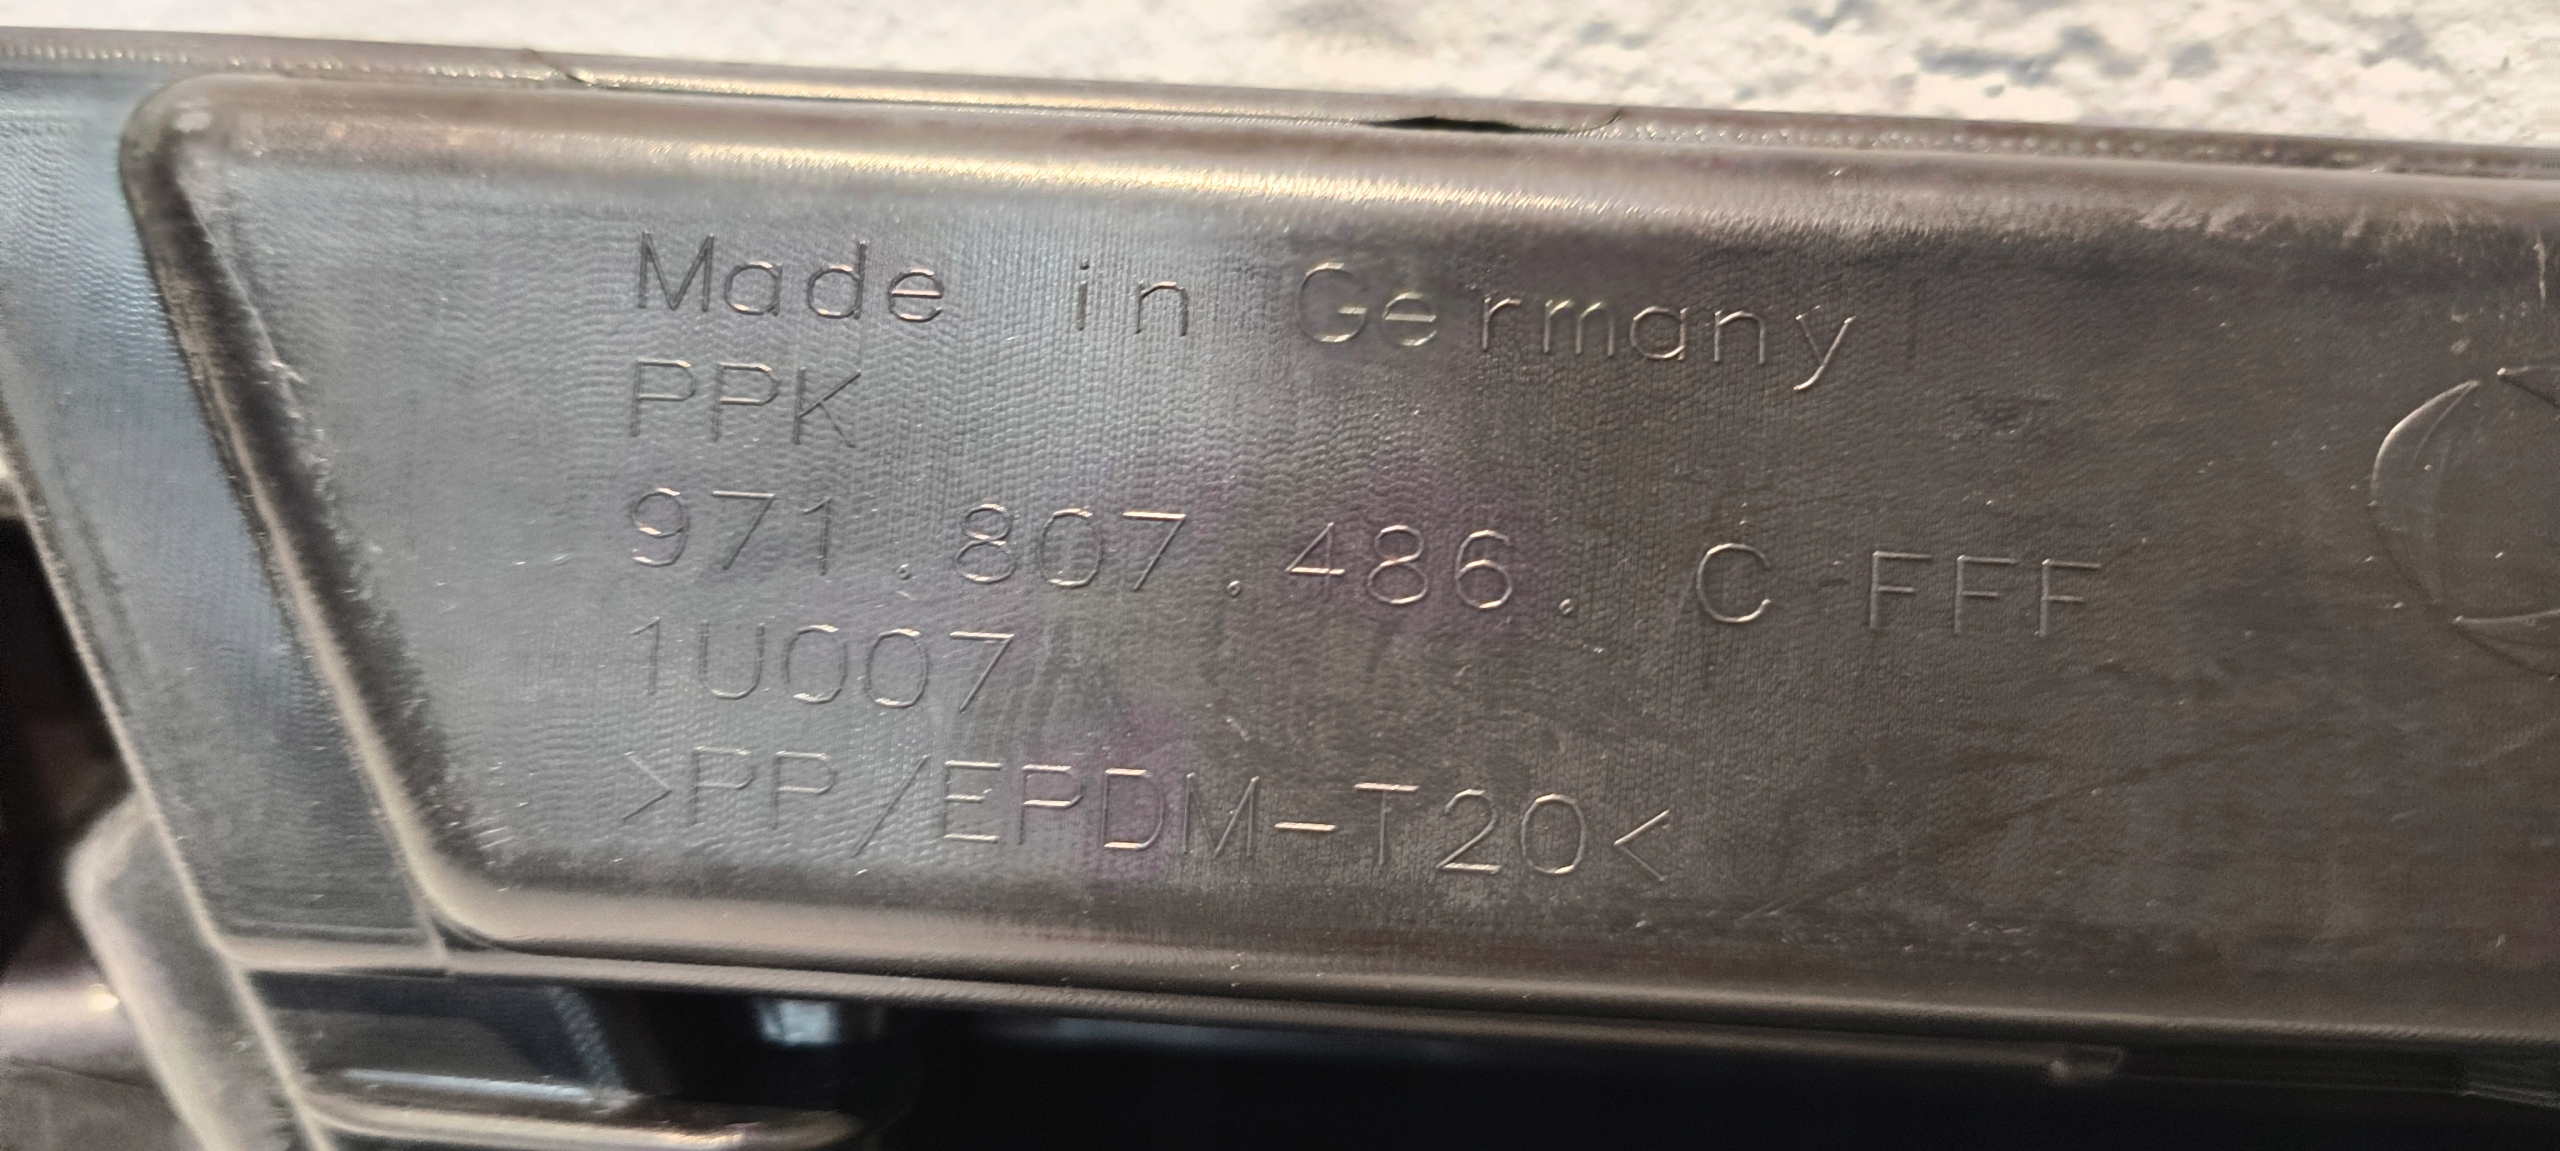 Made in Germany
PPK
971.807.486. C FFF
1U007
>PP/EPDM-T20<